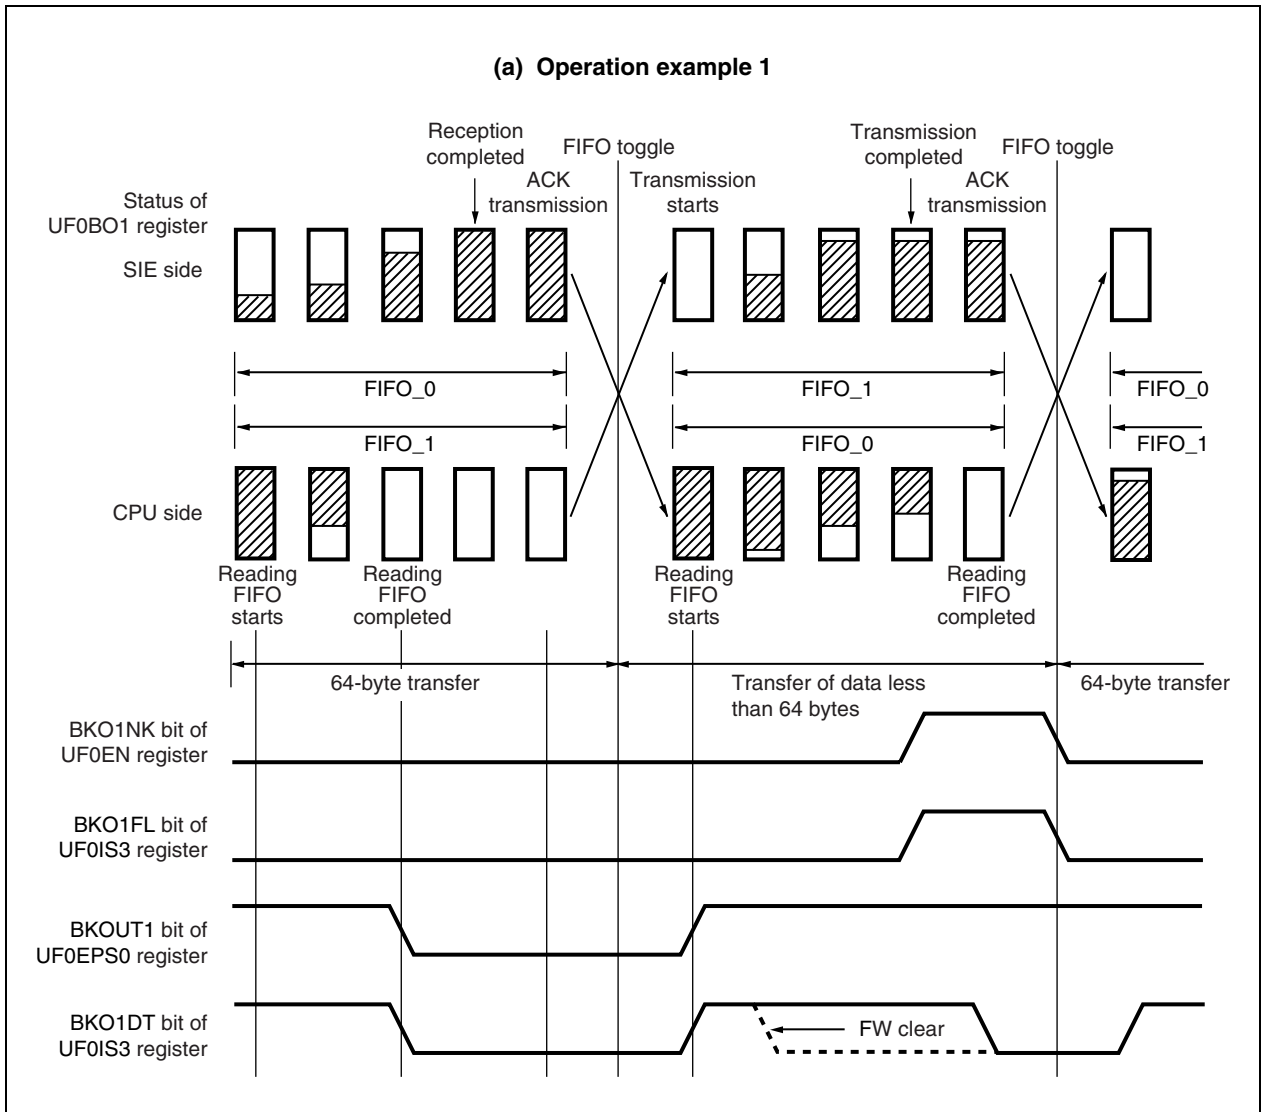 (a) Operation example 1
Reception
completed
FIFO toggle
Transmission
completed
FIFO toggle
ACK
transmission
Transmission
starts
ACK
transmission
Status of
UF0BO1 register
SIE side
FIFO_0
FIFO_1
FIFO_0
FIFO_1
FIFO_0
FIFO_1
CPU side
Reading
FIFO
starts
Reading
FIFO
completed
Reading
FIFO
starts
Reading
FIFO
completed
64-byte transfer
Transfer of data less
than 64 bytes
64-byte transfer
BKO1NK bit of
UF0EN register
BKO1FL bit of
UF0IS3 register
BKOUT1 bit of
UF0EPS0 register
BKO1DT bit of
UF0IS3 register
FW clear